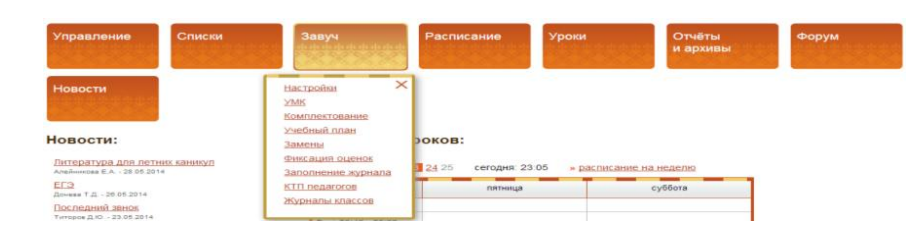 Управление
Списки
Завуч
Расписание
Уроки
Отчёты
и архивы
Форум
Новости
Настройки
УМК
Комплектование
Учебный план
Замены
Фиксация оценок
Заполнение журнала
КТП педагогов
Журналы классов
Новости:
Литература для летних каникул
Алейникова Е.А. - 28.05.2014
ЕГЭ
Донева Т.Д. - 26.05.2014
Последний звонок
Титоров Д.Ю. - 23.05.2014
роков:
24 25 сегодня: 23.05 » расписание на неделю
пятница
суббота